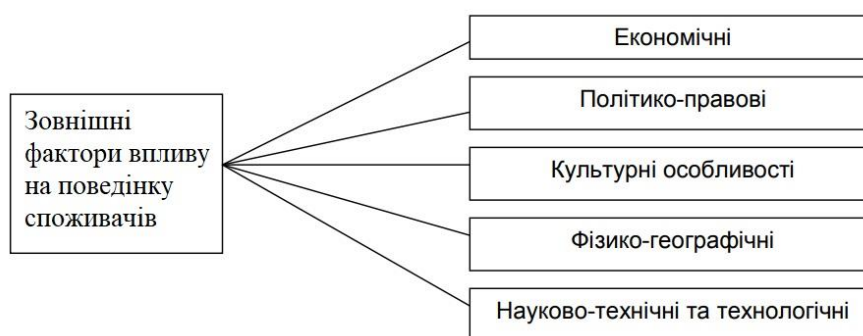 Зовнішні
фактори впливу
на поведінку
споживачів
Економічні
Політико-правові
Культурні особливості
Фізико-географічні
Науково-технічні та технологічні